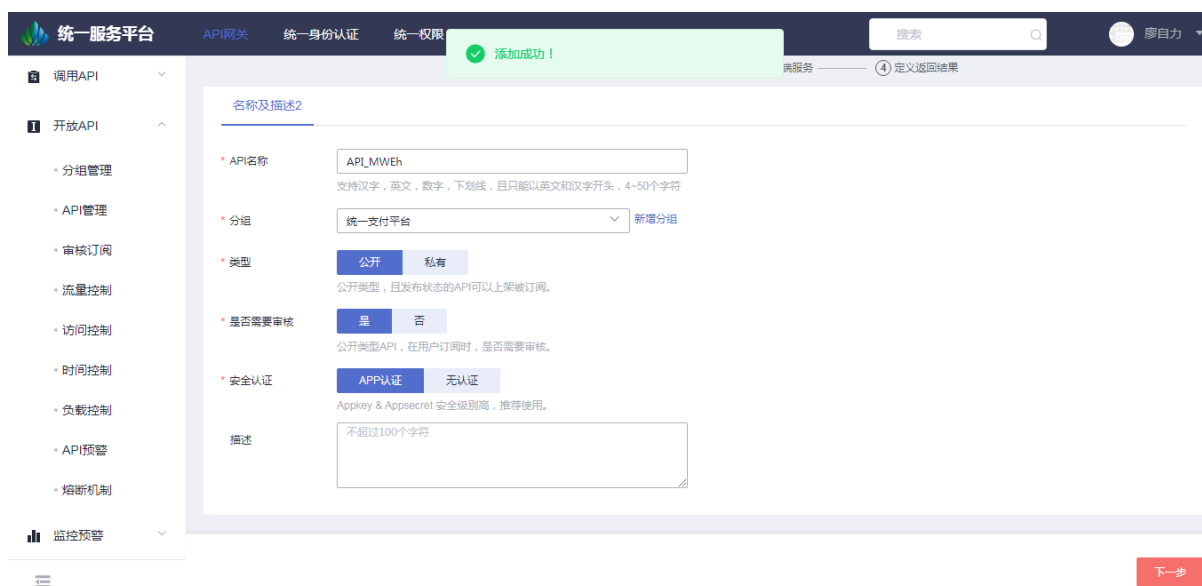 统一服务平台
API网关 统一身份认证 统一权限
添加成功！
搜索
廖自力
端服务 4 定义返回结果
调用API
开放API
分组管理
API管理
审核订阅
流量控制
访问控制
时间控制
负载控制
API预警
熔断机制
监控预警
名称及描述2
* API名称 API_MWEh
支持汉字，英文，数字，下划线，且只能以英文和汉字开头，4~50个字符
* 分组 统一支付平台 新增分组
* 类型 公开 私有
公开类型，且发布状态的API可以上架被订阅。
* 是否需要审核 是 否
公开类型API，在用户订阅时，是否需要审核。
* 安全认证 APP认证 无认证
Appkey & Appsecret 安全级别高，推荐使用。
描述 不超过100个字符
下一步